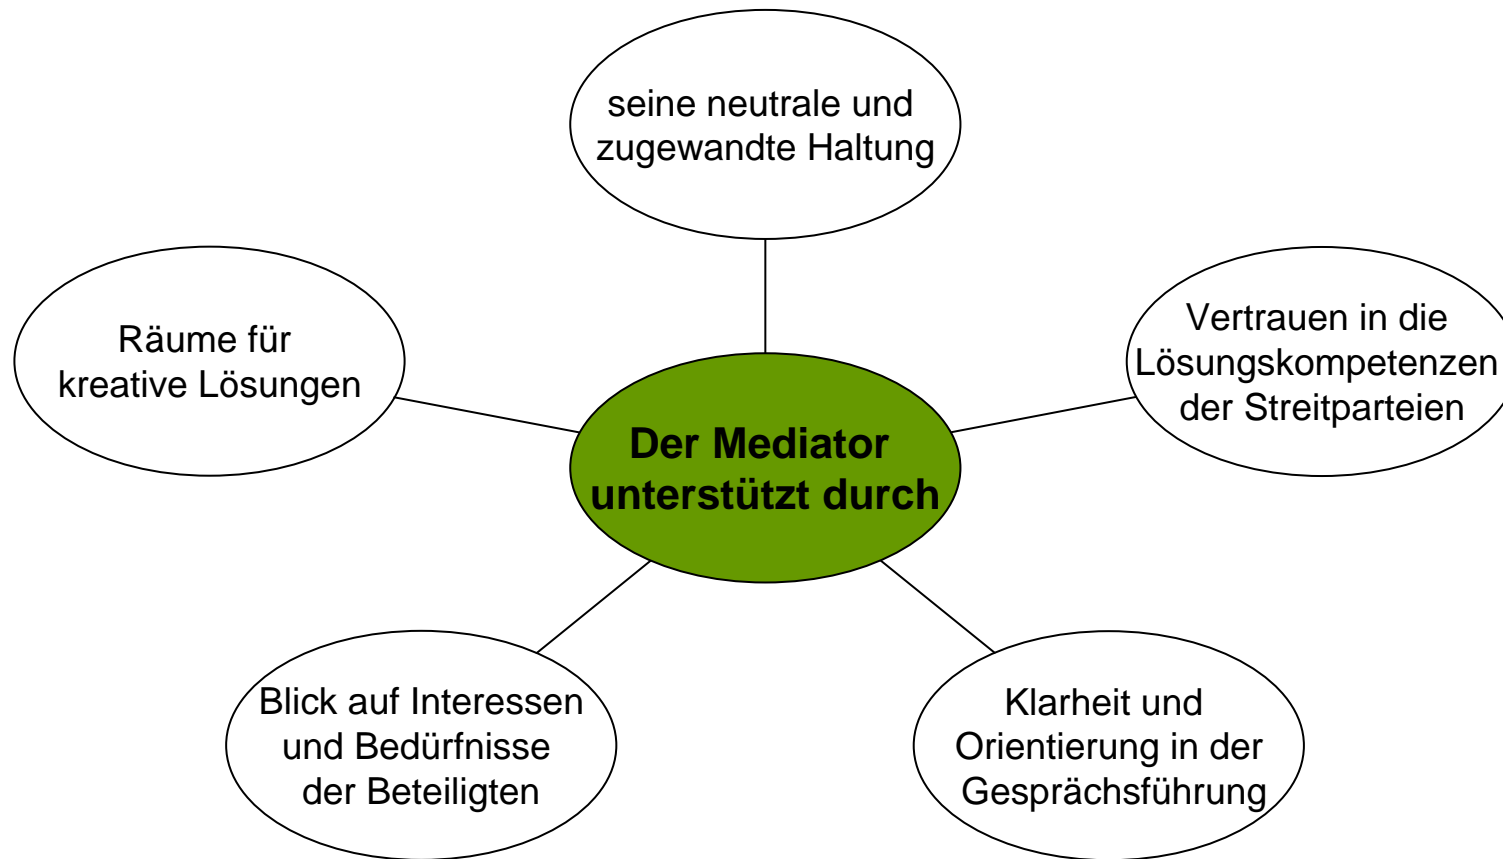 seine neutrale und
zugewandte Haltung
Räume für
kreative Lösungen
Vertrauen in die
Lösungskompetenzen
der Streitparteien
Der Mediator
unterstützt durch
Blick auf Interessen
und Bedürfnisse
der Beteiligten
Klarheit und
Orientierung in der
Gesprächsführung